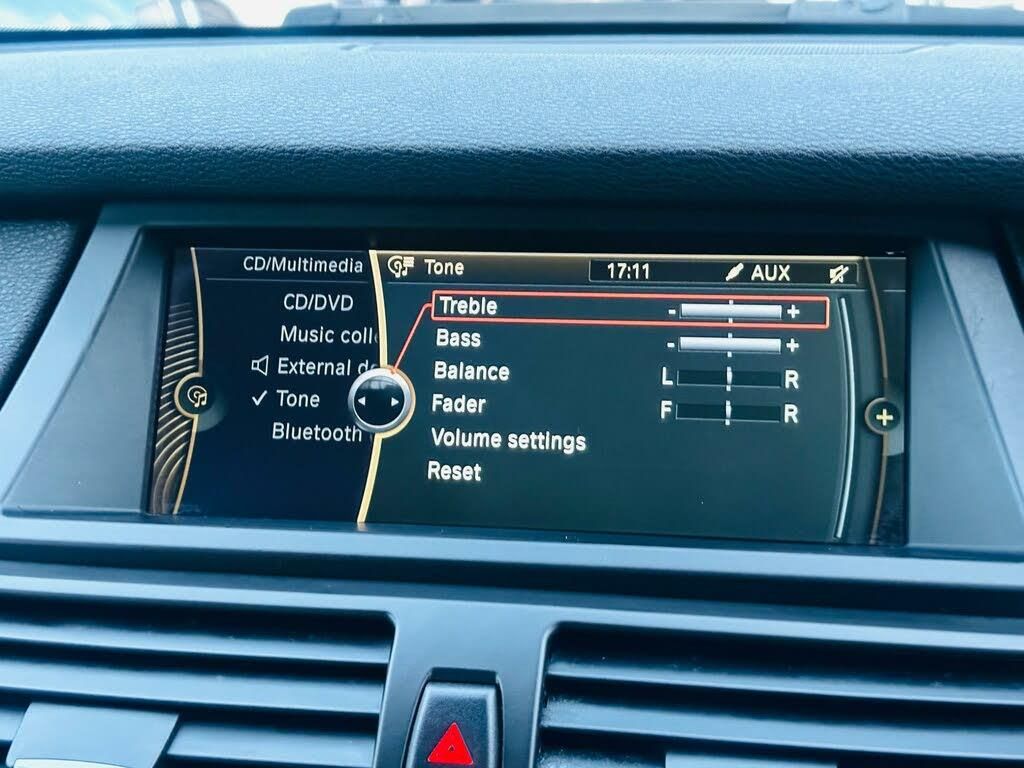 CD/Multimedia
CD/DVD
Music coll
External d
Tone
Bluetooth
Tone
17:11 AUX
Treble - +
Bass - +
Balance L R
Fader F R
Volume settings
Reset